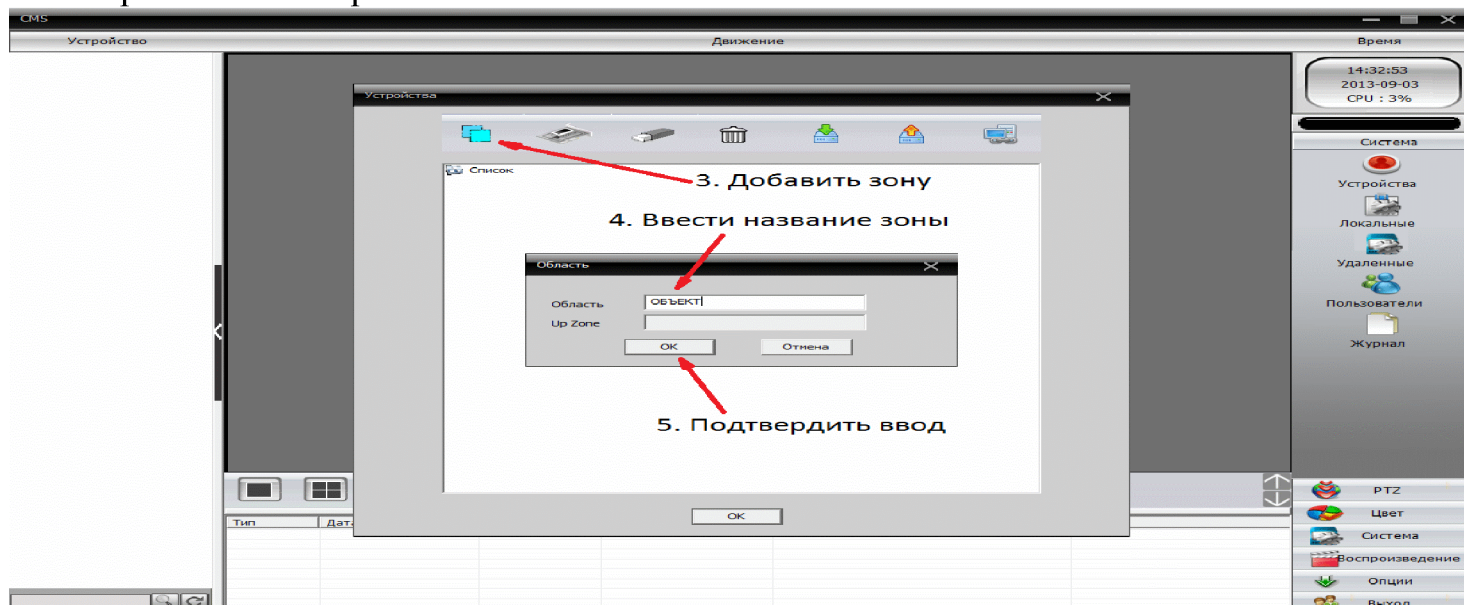 CMS
Устройство
Движение
Время
14:32:53
2013-09-03
CPU : 3%
Устройства
Система
Список
3. Добавить зону
Устройства
4. Ввести название зоны
Локальные
Область
Удаленные
Область
ОБЪЕКТ
Up Zone
Пользователи
OK
Отмена
Журнал
5. Подтвердить ввод
PTZ
OK
Цвет
Тип
Дат
Система
Воспроизведение
Опции
Выход